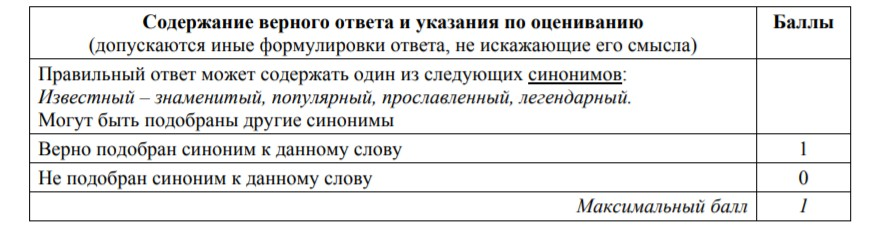 Содержание верного ответа и указания по оцениванию
(допускаются иные формулировки ответа, не искажающие его смысла)
Баллы
Правильный ответ может содержать один из следующих синонимов:
Известный – знаменитый, популярный, прославленный, легендарный.
Могут быть подобраны другие синонимы
Верно подобран синоним к данному слову
1
Не подобран синоним к данному слову
0
Максимальный балл
1